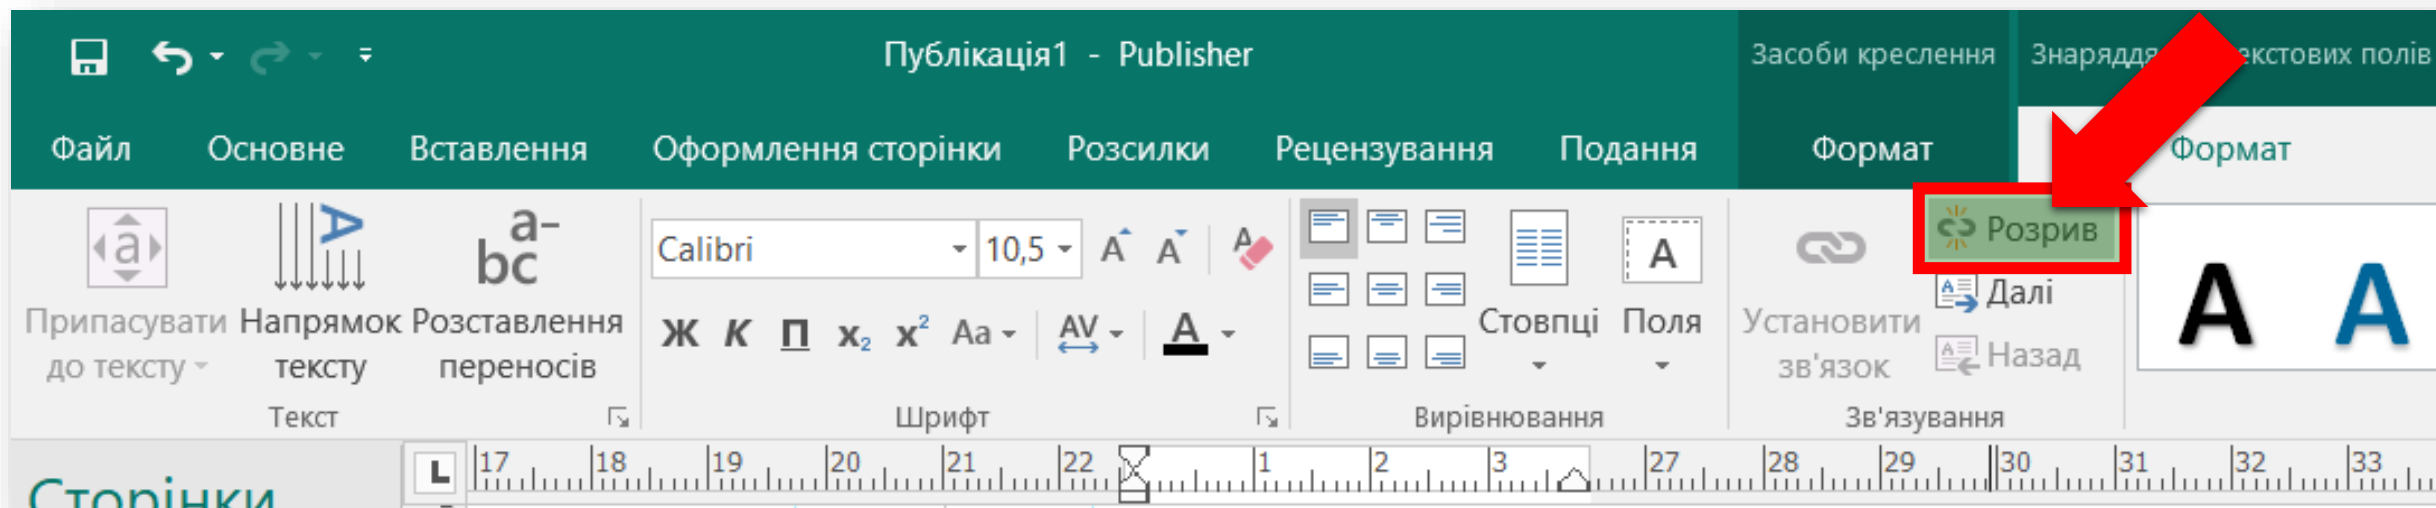 Публікація1 - Publisher
Засоби креслення
Знаряддя екстових полів
Файл Основне Вставлення Оформлення сторінки Розсилки Рецензування Подання Формат Формат
Calibri 10,5
Розрив
Далі
Назад
Припасувати до тексту
Напрямок тексту
a-
bc
Розставлення переносів
Ж К П x₂ x² Aa AV A
Стовпці Поля
Установити зв'язок
A A
Текст Шрифт Вирівнювання Зв'язування
L 17 18 19 20 21 22 1 2 3 27 28 29 30 31 32 33
Сторінки